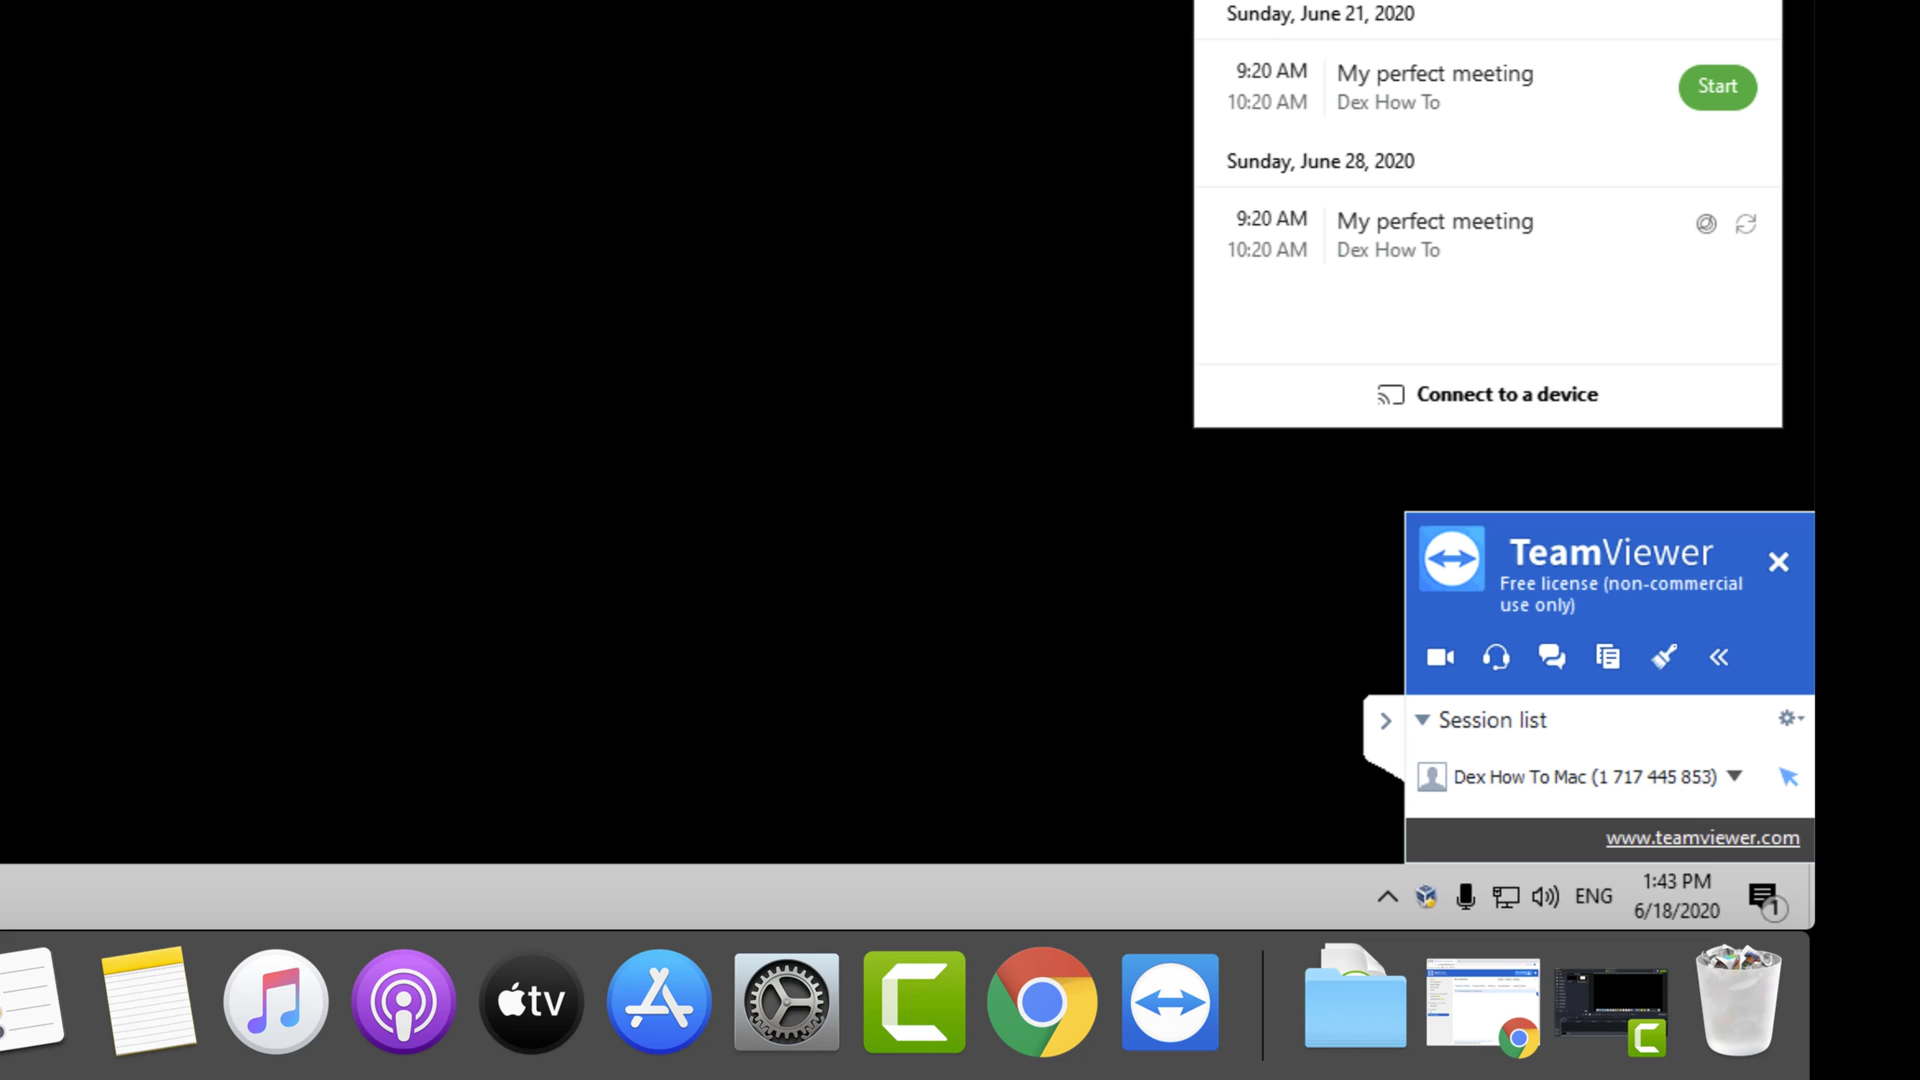 Sunday, June 21, 2020
9:20 AM My perfect meeting
Start
10:20 AM Dex How To
Sunday, June 28, 2020
9:20 AM My perfect meeting
10:20 AM Dex How To
Connect to a device
TeamViewer
Free license (non-commercial
use only)
Session list
Dex How To Mac (1 717 445 853)
www.teamviewer.com
ENG
1:43 PM
6/18/2020
1
tv